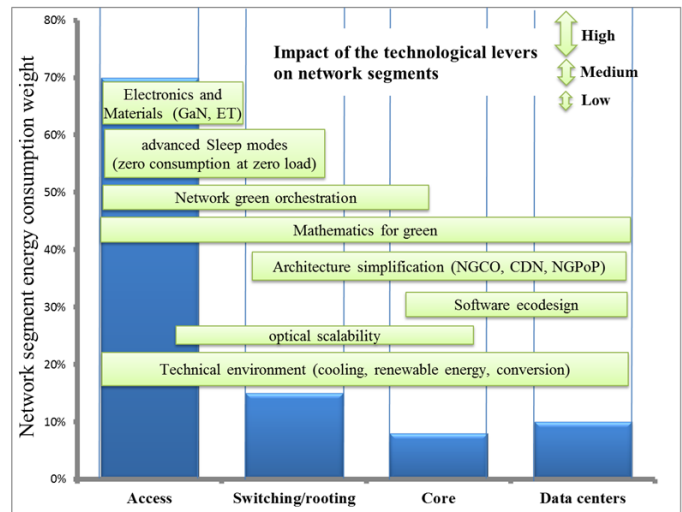 80%
70%
60%
50%
40%
30%
20%
10%
0%
Network segment energy consumption weight
Impact of the technological levers
on network segments
High
Medium
Low
Electronics and
Materials (GaN, ET)
advanced Sleep modes
(zero consumption at zero load)
Network green orchestration
Mathematics for green
Architecture simplification (NGCO, CDN, NGPoP)
Software ecodesign
optical scalability
Technical environment (cooling, renewable energy, conversion)
Access
Switching/rooting
Core
Data centers